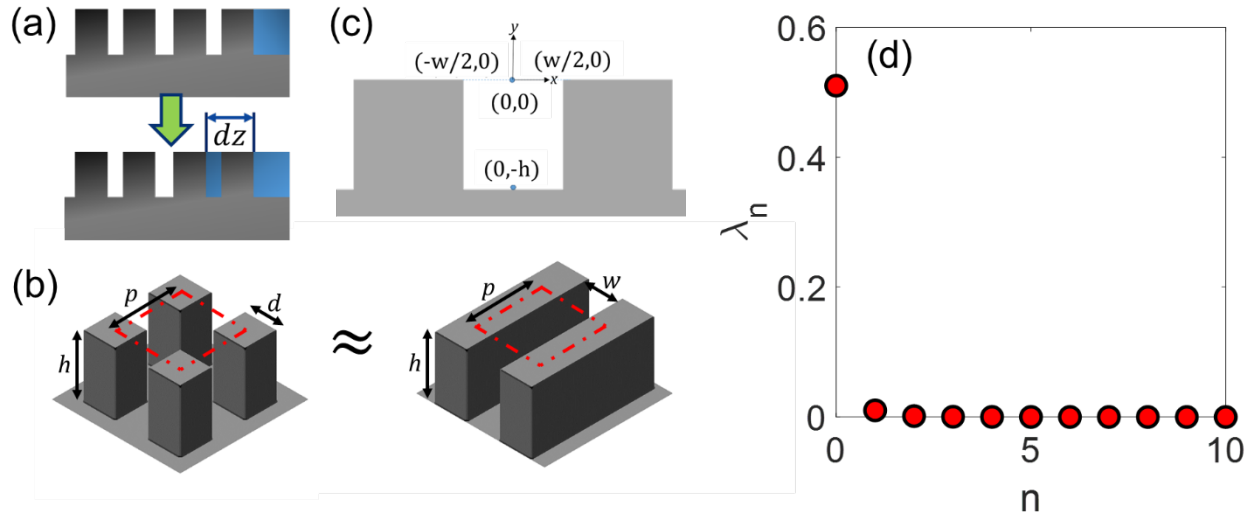 (a)
dz
(b)
p
d
h
≈
p
w
h
(c)
y
(-w/2,0)
(w/2,0)
x
(0,0)
(0,-h)
(d)
0.6
0.4
0.2
0
λn
0
5
10
n